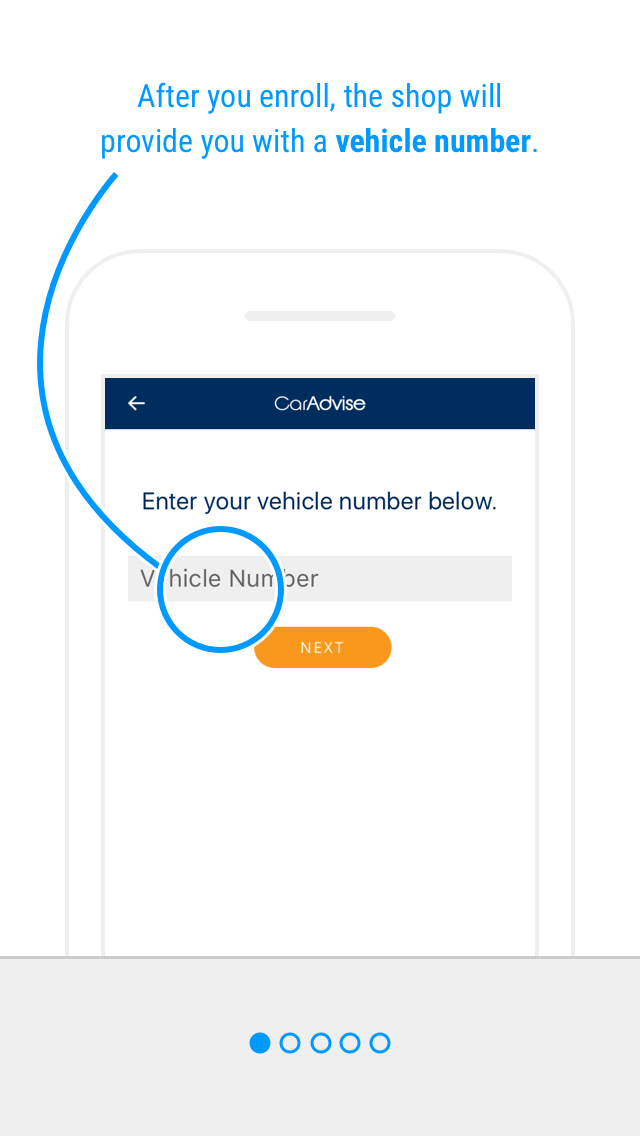 After you enroll, the shop will
provide you with a vehicle number.
CarAdvise
Enter your vehicle number below.
Vehicle Number
NEXT